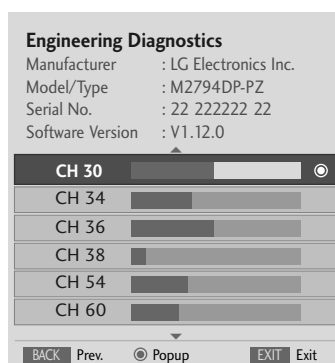 Engineering Diagnostics
Manufacturer : LG Electronics Inc.
Model/Type : M2794DP-PZ
Serial No. : 22 222222 22
Software Version : V1.12.0
CH 30
CH 34
CH 36
CH 38
CH 54
CH 60
BACK Prev. Popup EXIT Exit